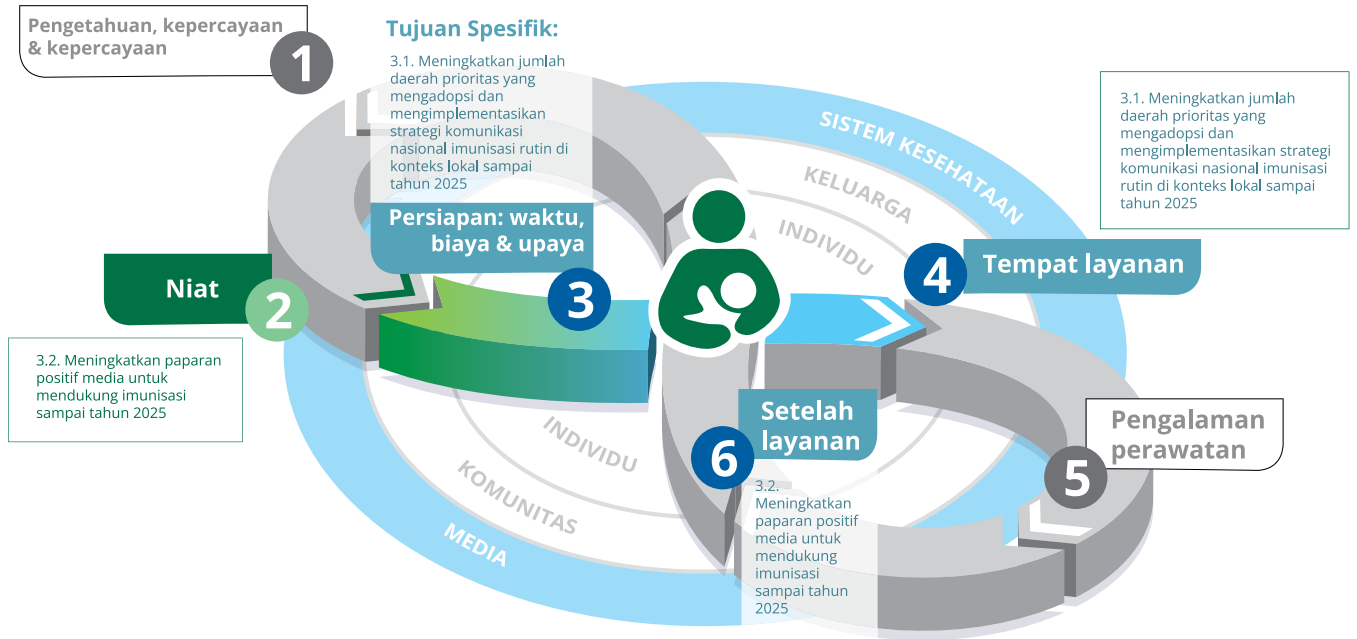 Pengetahuan, kepercayaan
& kepercayaan
1
Tujuan Spesifik:
3.1. Meningkatkan jumlah
daerah prioritas yang
mengadopsi dan
mengimplementasikan
strategi komunikasi
nasional imunisasi rutin di
konteks lokal sampai
tahun 2025
Persiapan: waktu,
biaya & upaya
3
Niat
2
3.2. Meningkatkan paparan
positif media untuk
mendukung imunisasi
sampai tahun 2025
SISTEM KESEHATAAN
KELUARGA
INDIVIDU
3.1. Meningkatkan jumlah
daerah prioritas yang
mengadopsi dan
mengimplementasikan strategi
komunikasi nasional imunisasi
rutin di konteks lokal sampai
tahun 2025
4
Tempat layanan
Pengalaman
perawatan
5
Setelah
layanan
6
3.2.
Meningkatkan
paparan positif
media untuk
mendukung
imunisasi
sampai tahun
2025
INDIVIDU
KOMUNITAS
MEDIA